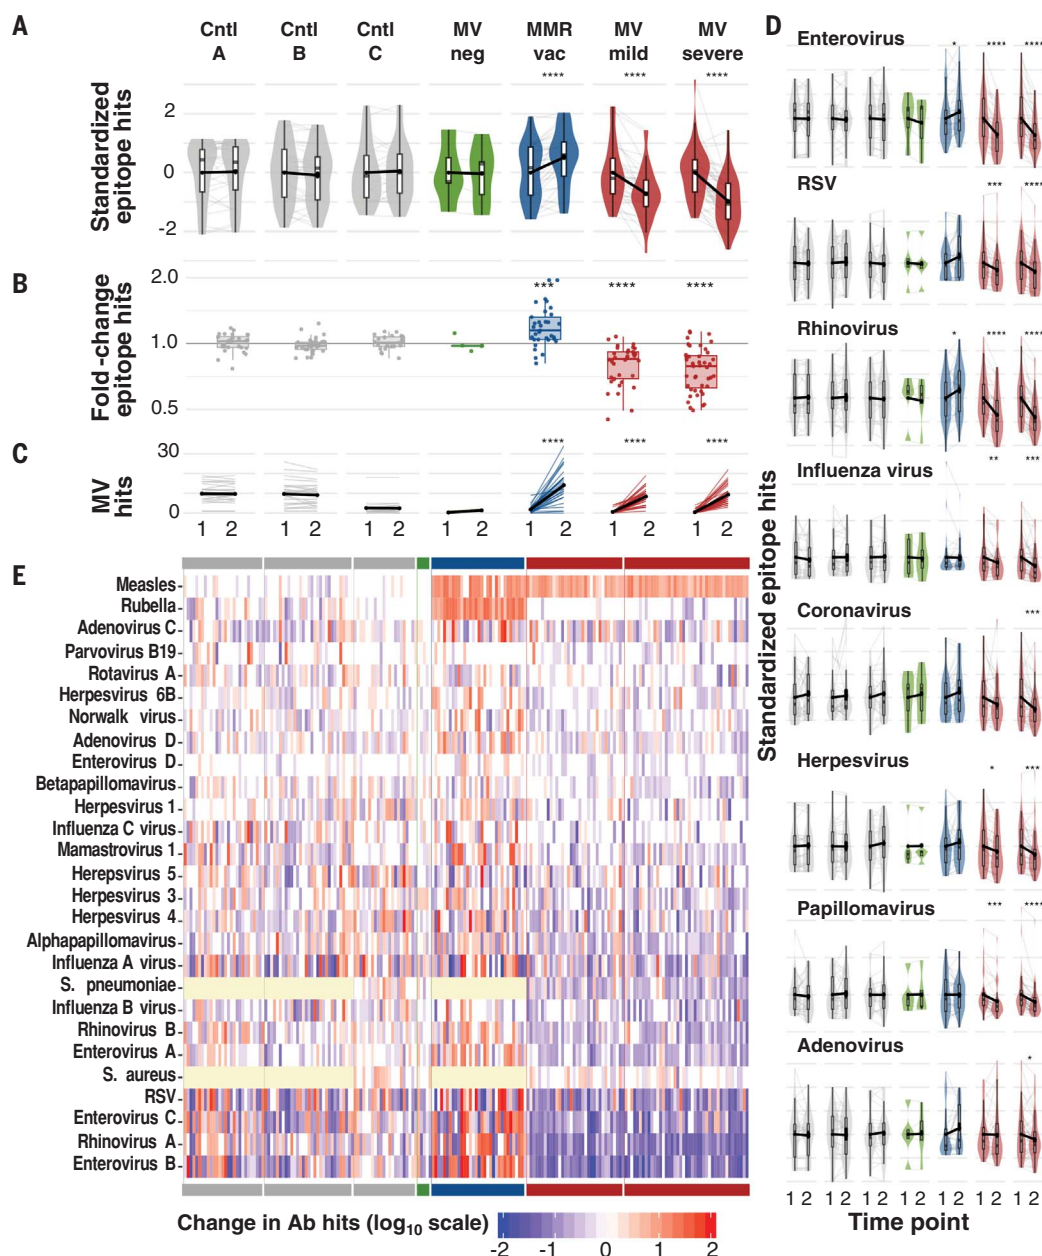 A
Cntl A
Cntl B
Cntl C
MV neg
MMR vac
MV mild
MV severe
**** **** ****
Standardized epitope hits
2
0
-2
B
*** **** ****
Fold-change epitope hits
2.0
1.0
0.5
C
**** **** ****
MV hits
30
0
1 2 1 2 1 2 1 2 1 2 1 2 1 2
D
Standardized epitope hits
Enterovirus
* **** ****
RSV
*** ****
Rhinovirus
* **** ****
Influenza virus
** ***
Coronavirus
***
Herpesvirus
* ***
Papillomavirus
*** ****
Adenovirus
*
1 2 1 2 1 2 1 2 1 2 1 2 1 2
Time point
E
Measles
Rubella
Adenovirus C
Parvovirus B19
Rotavirus A
Herpesvirus 6B
Norwalk virus
Adenovirus D
Enterovirus D
Betapapillomavirus
Herpesvirus 1
Influenza C virus
Mamastrovirus 1
Herepsvirus 5
Herpesvirus 3
Herpesvirus 4
Alphapapillomavirus
Influenza A virus
S. pneumoniae
Influenza B virus
Rhinovirus B
Enterovirus A
S. aureus
RSV
Enterovirus C
Rhinovirus A
Enterovirus B
Change in Ab hits (log10 scale)
-2 -1 0 1 2